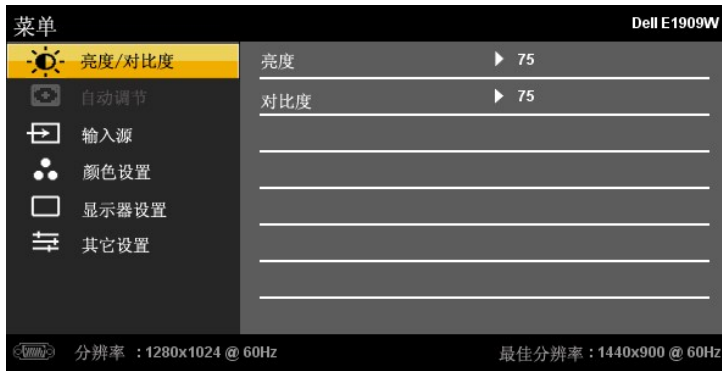 菜单 Dell E1909W
亮度/对比度 亮度 75
自动调节 对比度 75
输入源
颜色设置
显示器设置
其它设置
分辨率 : 1280x1024 @ 60Hz 最佳分辨率 : 1440x900 @ 60Hz